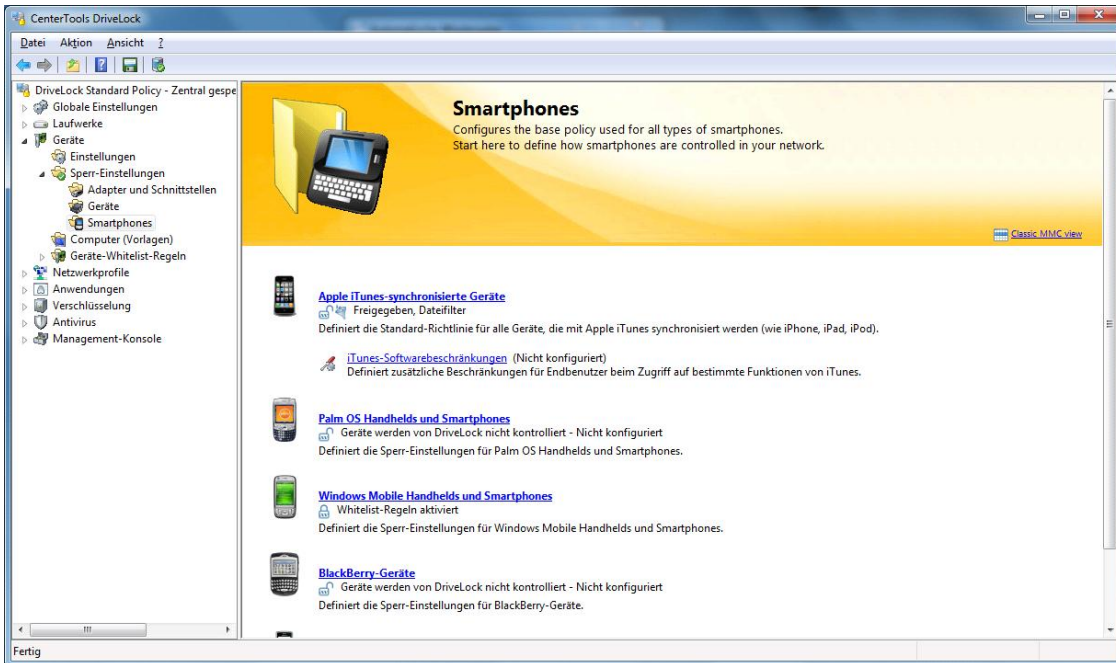 CenterTools DriveLock
Datei Aktion Ansicht ?
DriveLock Standard Policy - Zentral gespe
Globale Einstellungen
Laufwerke
Geräte
Einstellungen
Sperr-Einstellungen
Adapter und Schnittstellen
Geräte
Smartphones
Computer (Vorlagen)
Geräte-Whitelist-Regeln
Netzwerkprofile
Anwendungen
Verschlüsselung
Antivirus
Management-Konsole
Smartphones
Configures the base policy used for all types of smartphones.
Start here to define how smartphones are controlled in your network.
Classic MMC view
Apple iTunes-synchronisierte Geräte
Freigegeben, Dateifilter
Definiert die Standard-Richtlinie für alle Geräte, die mit Apple iTunes synchronisiert werden (wie iPhone, iPad, iPod).
iTunes-Softwarebeschränkungen (Nicht konfiguriert)
Definiert zusätzliche Beschränkungen für Endbenutzer beim Zugriff auf bestimmte Funktionen von iTunes.
Palm OS Handhelds und Smartphones
Geräte werden von DriveLock nicht kontrolliert - Nicht konfiguriert
Definiert die Sperr-Einstellungen für Palm OS Handhelds und Smartphones.
Windows Mobile Handhelds und Smartphones
Whitelist-Regeln aktiviert
Definiert die Sperr-Einstellungen für Windows Mobile Handhelds und Smartphones.
BlackBerry-Geräte
Geräte werden von DriveLock nicht kontrolliert - Nicht konfiguriert
Definiert die Sperr-Einstellungen für BlackBerry-Geräte.
Fertig